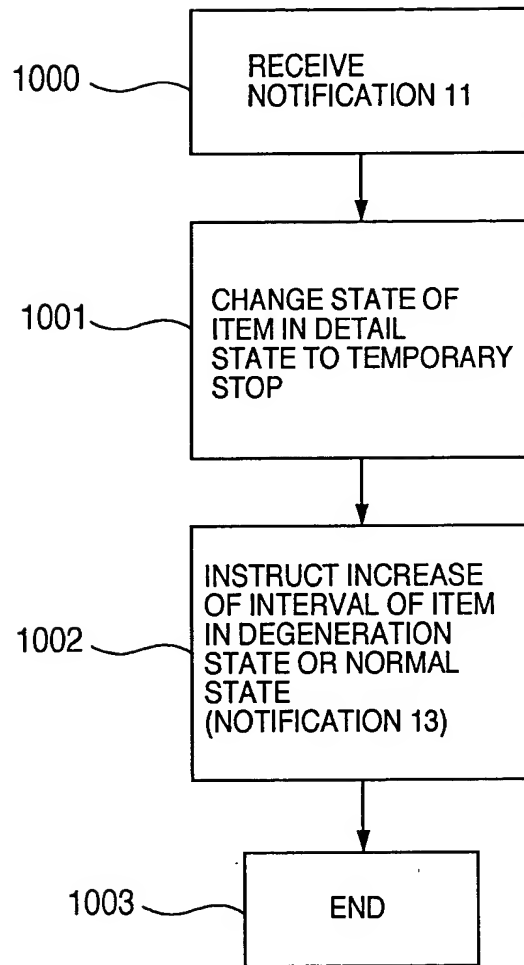 1000
RECEIVE
NOTIFICATION 11
1001
CHANGE STATE OF
ITEM IN DETAIL
STATE TO TEMPORARY
STOP
1002
INSTRUCT INCREASE
OF INTERVAL OF ITEM
IN DEGENERATION
STATE OR NORMAL
STATE
(NOTIFICATION 13)
1003
END